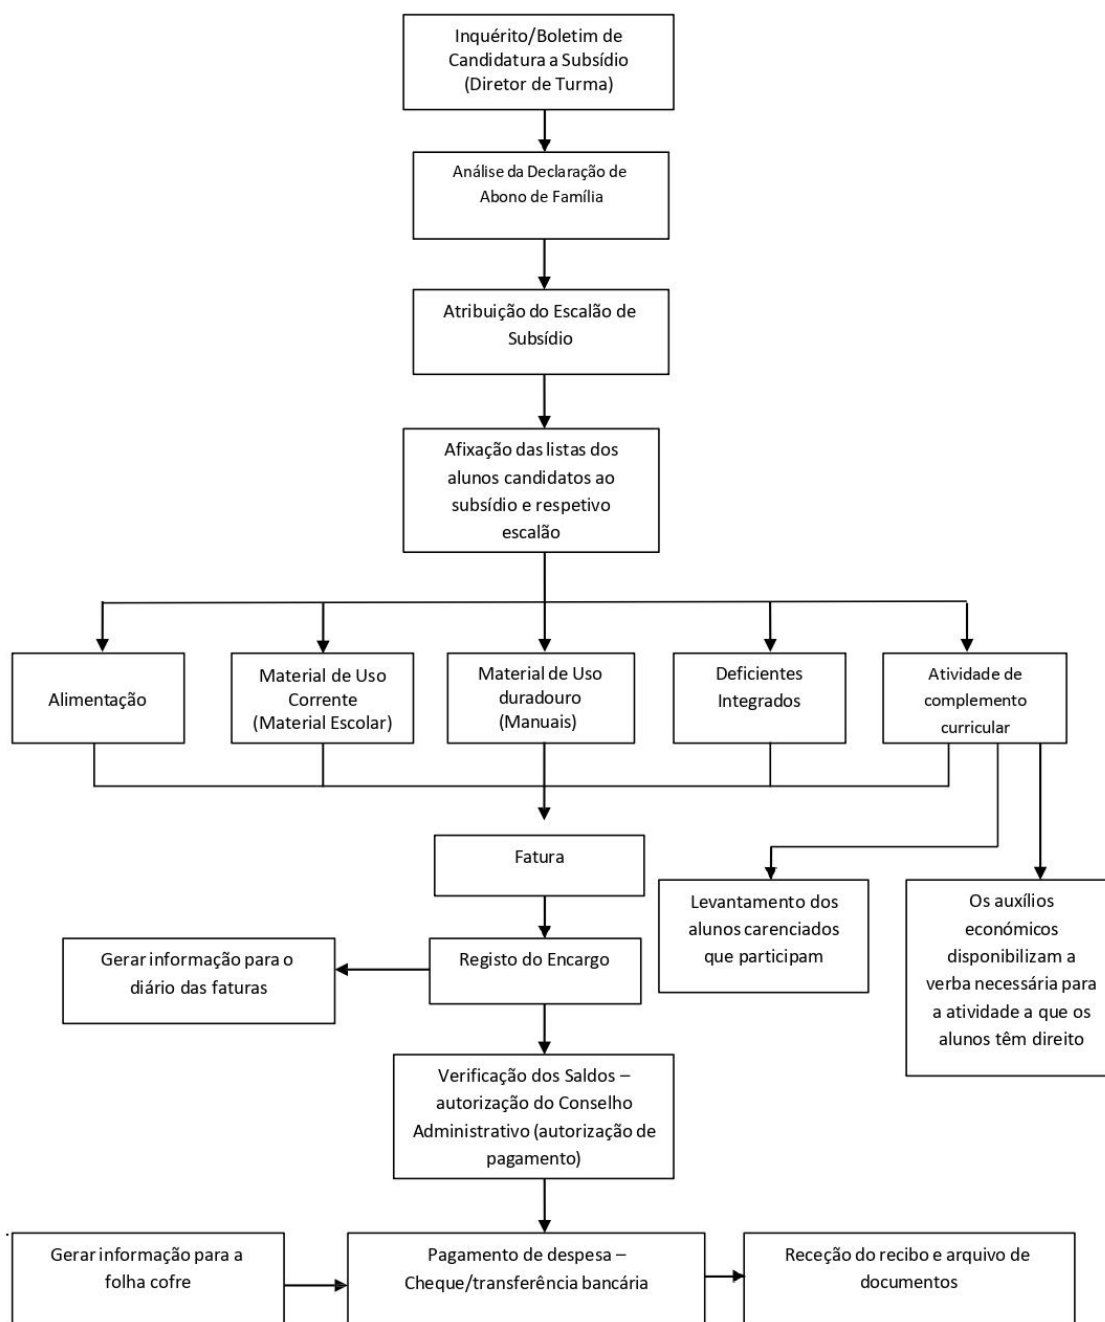 Inquérito/Boletim de
Candidatura a Subsídio
(Diretor de Turma)
Análise da Declaração de
Abono de Família
Atribuição do Escalão de
Subsídio
Afixação das listas dos
alunos candidatos ao
subsídio e respetivo
escalão
Alimentação
Material de Uso
Corrente
(Material Escolar)
Material de Uso
duradouro
(Manuais)
Deficientes
Integrados
Atividade de
complemento
curricular
Fatura
Levantamento dos
alunos carenciados
que participam
Os auxílios
económicos
disponibilizam a
verba necessária para
a atividade a que os
alunos têm direito
Gerar informação para o
diário das faturas
Registo do Encargo
Verificação dos Saldos –
autorização do Conselho
Administrativo (autorização de
pagamento)
Gerar informação para a
folha cofre
Pagamento de despesa –
Cheque/transferência bancária
Receção do recibo e arquivo de
documentos